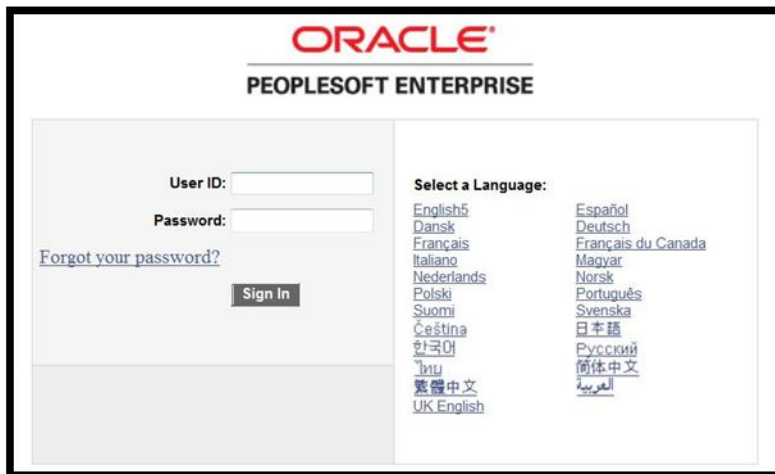 ORACLE®
PEOPLESOFT ENTERPRISE
User ID:
Password:
Forgot your password?
Sign In
Select a Language:
English5 Español
Dansk Deutsch
Français Français du Canada
Italiano Magyar
Nederlands Norsk
Polski Português
Suomi Svenska
Čeština 日本語
한국어 Русский
ไทย 简体中文
繁體中文 العربية
UK English